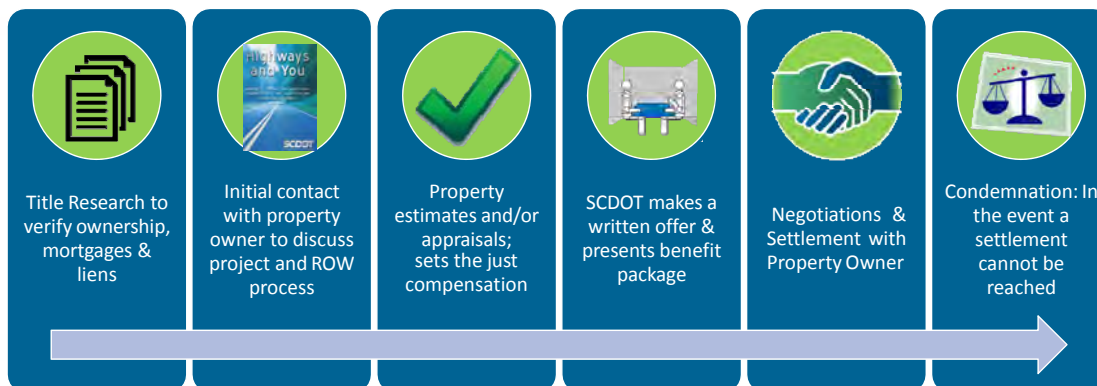 Title Research to
verify ownership,
mortgages &
liens
Highways
and You
SCDOT
Initial contact
with property
owner to discuss
project and ROW
process
Property
estimates and/or
appraisals;
sets the just
compensation
SCDOT makes a
written offer &
presents benefit
package
Negotiations &
Settlement with
Property Owner
Condemnation: In
the event a
settlement
cannot be
reached